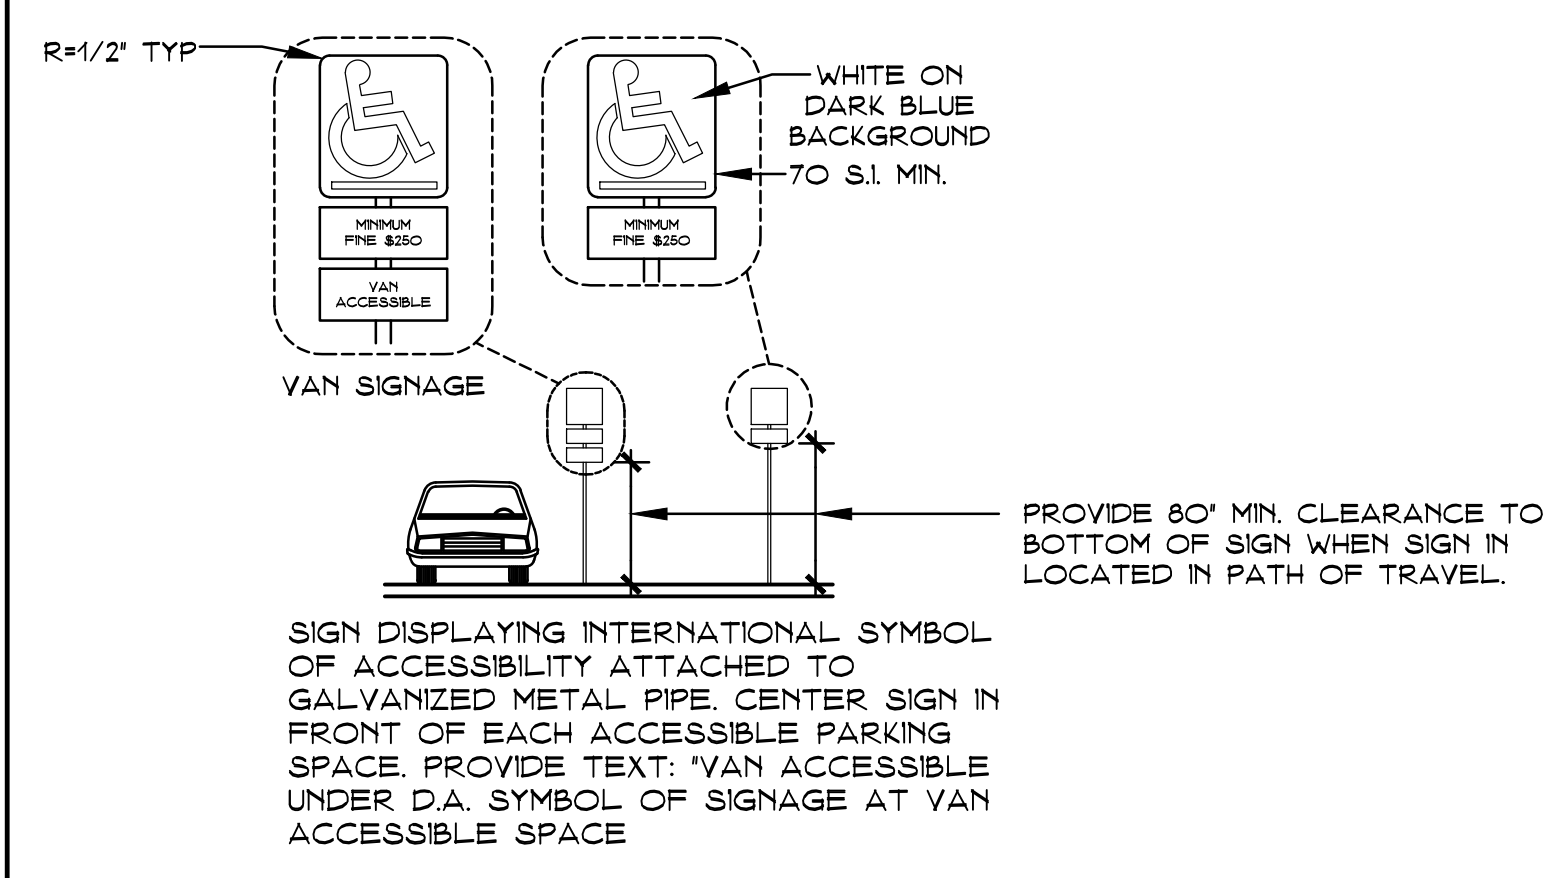 R=1/2" TYP
MINIMUM
FINE $250
VAN
ACCESSIBLE
VAN SIGNAGE
MINIMUM
FINE $250
WHITE ON
DARK BLUE
BACKGROUND
70 S.I. MIN.
PROVIDE 80" MIN. CLEARANCE TO
BOTTOM OF SIGN WHEN SIGN IN
LOCATED IN PATH OF TRAVEL.
SIGN DISPLAYING INTERNATIONAL SYMBOL
OF ACCESSIBILITY ATTACHED TO
GALVANIZED METAL PIPE. CENTER SIGN IN
FRONT OF EACH ACCESSIBLE PARKING
SPACE. PROVIDE TEXT: "VAN ACCESSIBLE
UNDER D.A. SYMBOL OF SIGNAGE AT VAN
ACCESSIBLE SPACE